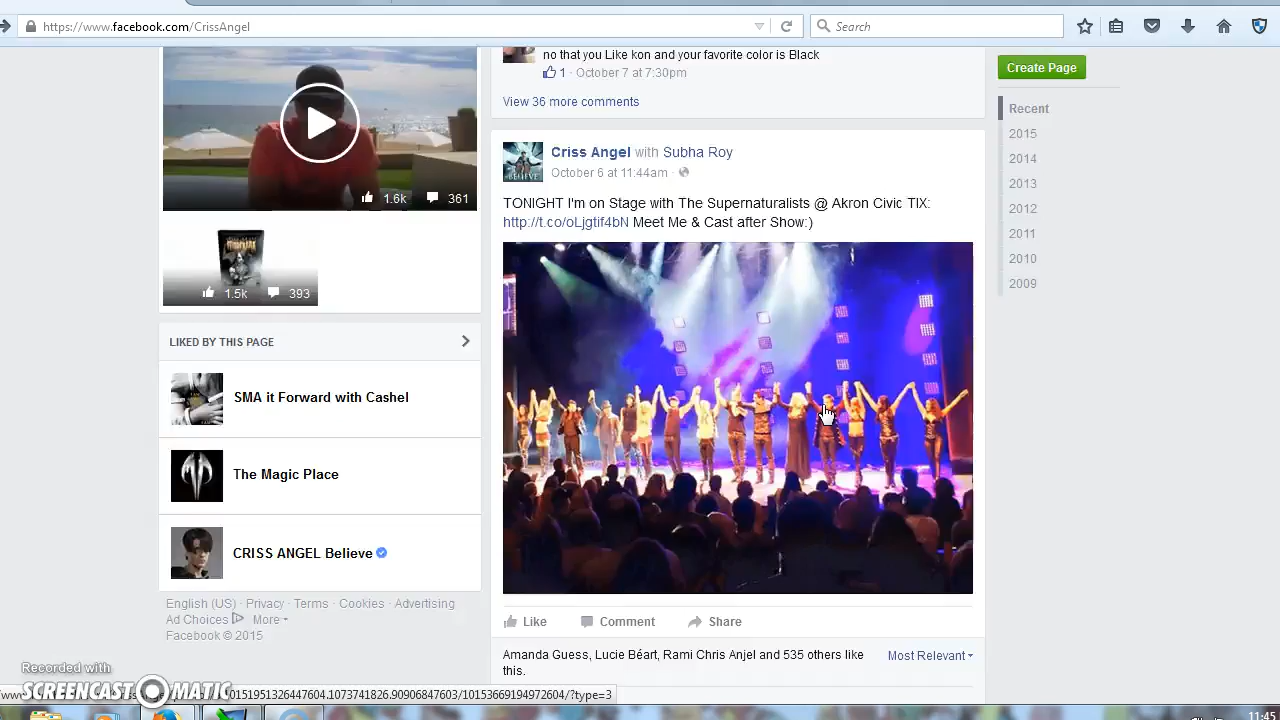 https://www.facebook.com/CrissAngel
Search
1.6k 361
1.5k 393
LIKED BY THIS PAGE
SMA it Forward with Cashel
The Magic Place
CRISS ANGEL Believe
English (US) · Privacy · Terms · Cookies · Advertising
Ad Choices More
Facebook © 2015
no that you Like kon and your favorite color is Black
1 · October 7 at 7:30pm
View 36 more comments
BELIEVE
Criss Angel with Subha Roy
October 6 at 11:44am ·
TONIGHT I'm on Stage with The Supernaturalists @ Akron Civic TIX:
http://t.co/oLjgtif4bN Meet Me & Cast after Show:)
Like Comment Share
Amanda Guess, Lucie Béart, Rami Chris Anjel and 535 others like
this.
Most Relevant
Create Page
Recent
2015
2014
2013
2012
2011
2010
2009
Recorded with
SCREENCAST MATIC
10151951326447604.1073741826.90906847603/10153669194972604/?type=3
11:45